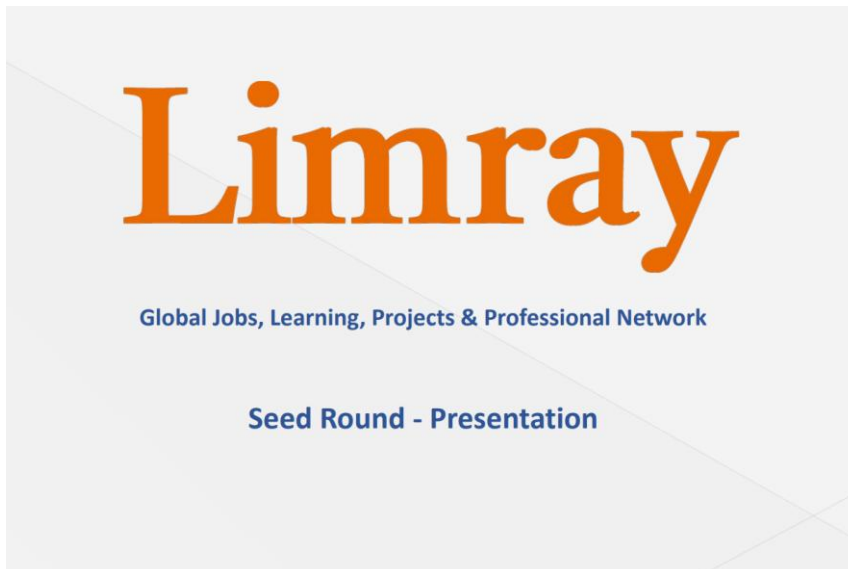 Limray
Global Jobs, Learning, Projects & Professional Network
Seed Round - Presentation